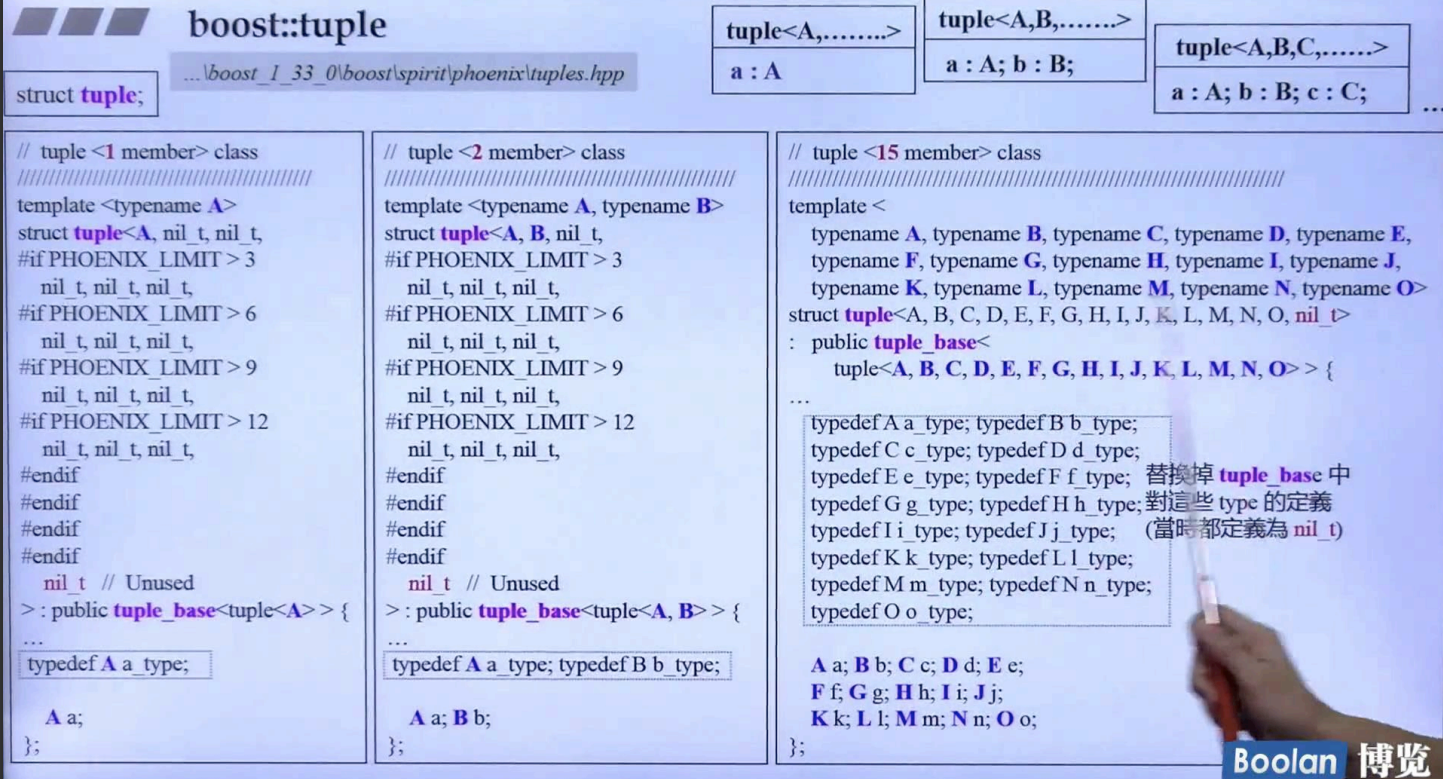 boost::tuple
...\boost_1_33_0\boost\spirit\phoenix\tuples.hpp
struct tuple;
tuple<A,……..>
a : A
tuple<A,B,…….>
a : A; b : B;
tuple<A,B,C,……>
a : A; b : B; c : C;
...
// tuple <1 member> class
////////////////////////////////////////////////
template <typename A>
struct tuple<A, nil_t, nil_t,
#if PHOENIX_LIMIT > 3
nil_t, nil_t, nil_t,
#if PHOENIX_LIMIT > 6
nil_t, nil_t, nil_t,
#if PHOENIX_LIMIT > 9
nil_t, nil_t, nil_t,
#if PHOENIX_LIMIT > 12
nil_t, nil_t, nil_t,
#endif
#endif
#endif
#endif
nil_t // Unused
> : public tuple_base<tuple<A> > {
...
typedef A a_type;
A a;
};
// tuple <2 member> class
////////////////////////////////////////////////////////
template <typename A, typename B>
struct tuple<A, B, nil_t,
#if PHOENIX_LIMIT > 3
nil_t, nil_t, nil_t,
#if PHOENIX_LIMIT > 6
nil_t, nil_t, nil_t,
#if PHOENIX_LIMIT > 9
nil_t, nil_t, nil_t,
#if PHOENIX_LIMIT > 12
nil_t, nil_t, nil_t,
#endif
#endif
#endif
#endif
nil_t // Unused
> : public tuple_base<tuple<A, B> > {
...
typedef A a_type; typedef B b_type;
A a; B b;
};
// tuple <15 member> class
////////////////////////////////////////////////////////////////////////////////
template <
typename A, typename B, typename C, typename D, typename E,
typename F, typename G, typename H, typename I, typename J,
typename K, typename L, typename M, typename N, typename O>
struct tuple<A, B, C, D, E, F, G, H, I, J, K, L, M, N, O, nil_t>
: public tuple_base<
tuple<A, B, C, D, E, F, G, H, I, J, K, L, M, N, O> > {
...
typedef A a_type; typedef B b_type;
typedef C c_type; typedef D d_type;
typedef E e_type; typedef F f_type;
typedef G g_type; typedef H h_type;
typedef I i_type; typedef J j_type;
typedef K k_type; typedef L l_type;
typedef M m_type; typedef N n_type;
typedef O o_type;
替換掉 tuple_base 中
對這些 type 的定義
(當時都定義為 nil_t)
A a; B b; C c; D d; E e;
F f; G g; H h; I i; J j;
K k; L l; M m; N n; O o;
};
Boolan 博览